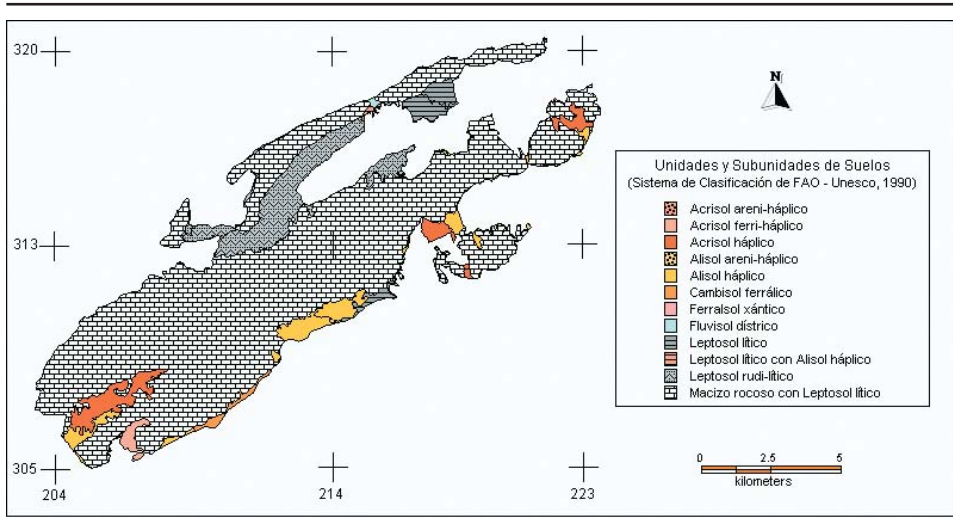 320
N
Unidades y Subunidades de Suelos
(Sistema de Clasificación de FAO - Unesco, 1990)
Acrisol areni-háplico
Acrisol ferri-háplico
Acrisol háplico
Alisol areni-háplico
Alisol háplico
Cambisol ferrálico
Ferralsol xántico
Fluvisol dístrico
Leptosol lítico
Leptosol lítico con Alisol háplico
Leptosol rudi-lítico
Macizo rocoso con Leptosol lítico
313
305
0 2.5 5
kilometers
204 214 223